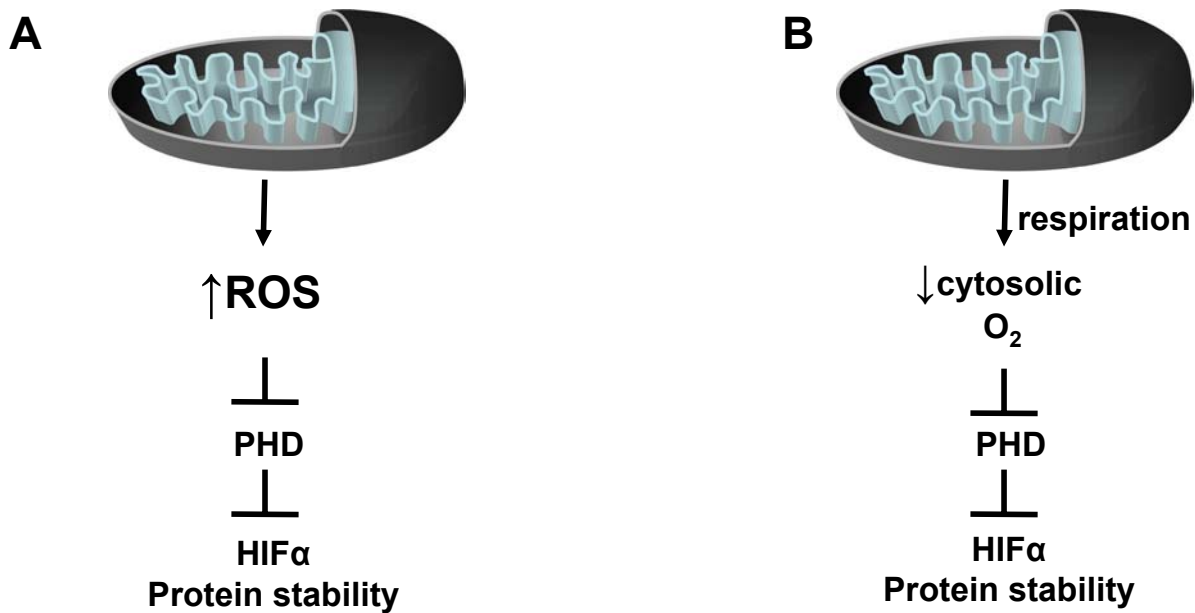 A
↑ROS
PHD
HIFα
Protein stability
B
respiration
↓cytosolic
O₂
PHD
HIFα
Protein stability